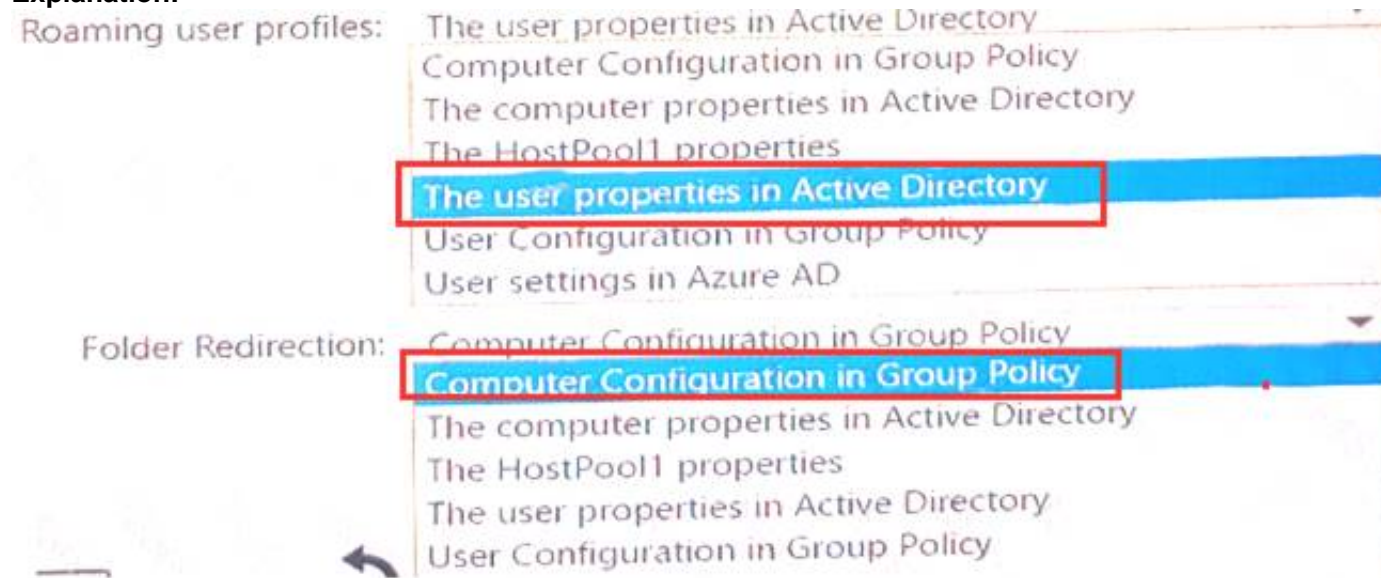 Explanation:
Roaming user profiles: The user properties in Active Directory
Computer Configuration in Group Policy
The computer properties in Active Directory
The HostPool1 properties
The user properties in Active Directory
User Configuration in Group Policy
User settings in Azure AD
Folder Redirection: Computer Configuration in Group Policy
Computer Configuration in Group Policy
The computer properties in Active Directory
The HostPool1 properties
The user properties in Active Directory
User Configuration in Group Policy